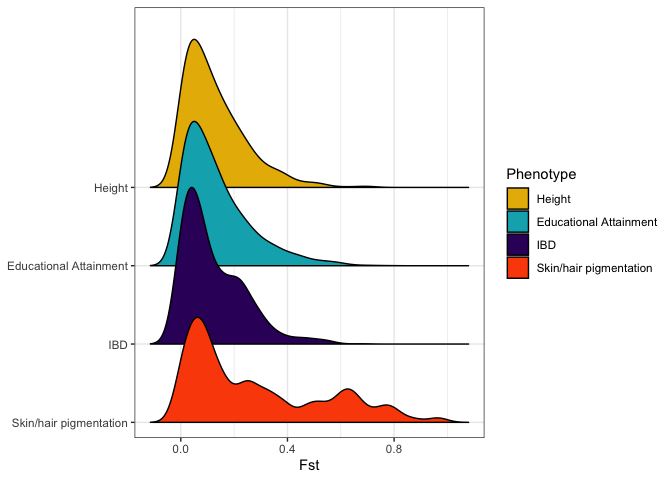 Height
Educational Attainment
IBD
Skin/hair pigmentation
0.0
0.4
0.8
Fst
Phenotype
Height
Educational Attainment
IBD
Skin/hair pigmentation